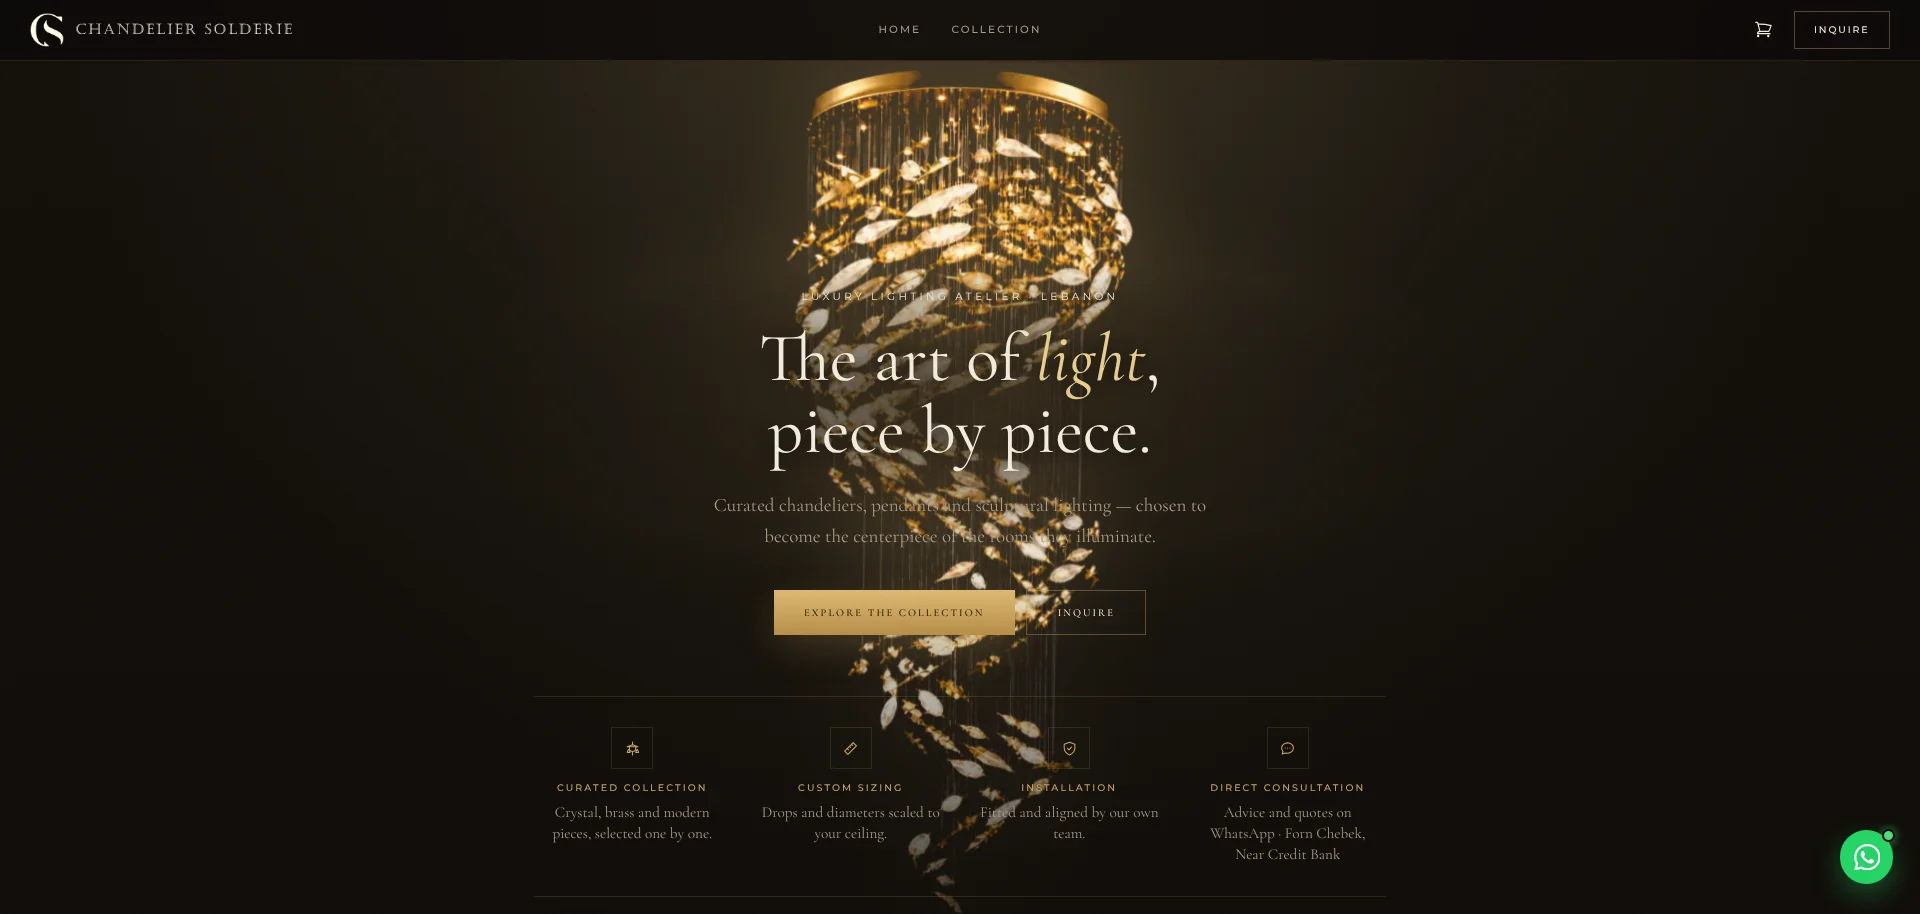 CHANDELIER SOLDERIE
HOME
COLLECTION
INQUIRE
LUXURY LIGHTING ATELIER · LEBANON
The art of light,
piece by piece.
Curated chandeliers, pendants and sculptural lighting — chosen to
become the centerpiece of the rooms they illuminate.
EXPLORE THE COLLECTION
INQUIRE
CURATED COLLECTION
Crystal, brass and modern
pieces, selected one by one.
CUSTOM SIZING
Drops and diameters scaled to
your ceiling.
INSTALLATION
Fitted and aligned by our own
team.
DIRECT CONSULTATION
Advice and quotes on
WhatsApp · Forn Chebek,
Near Credit Bank